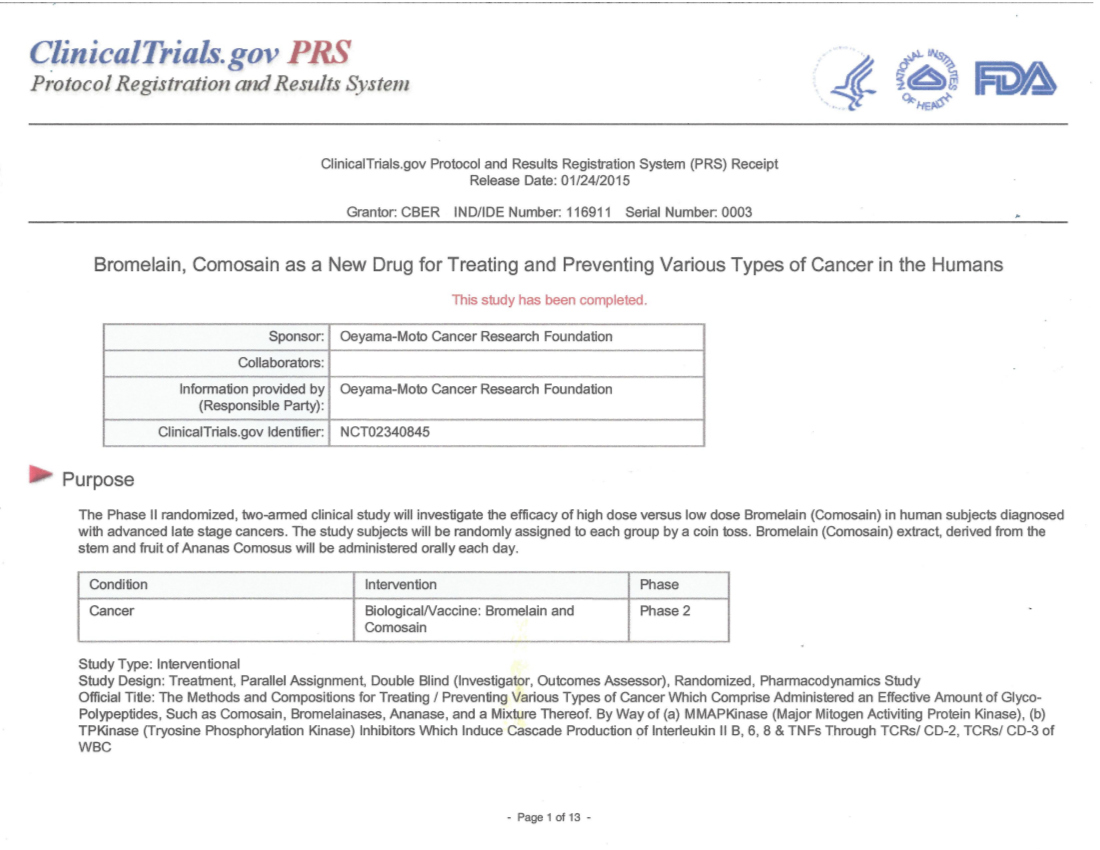 ClinicalTrials.gov PRS
Protocol Registration and Results System
NATIONAL INSTITUTES OF HEALTH
FDA
ClinicalTrials.gov Protocol and Results Registration System (PRS) Receipt
Release Date: 01/24/2015
Grantor: CBER IND/IDE Number: 116911 Serial Number: 0003
Bromelain, Comosain as a New Drug for Treating and Preventing Various Types of Cancer in the Humans
This study has been completed.
Sponsor: Oeyama-Moto Cancer Research Foundation
Collaborators:
Information provided by Oeyama-Moto Cancer Research Foundation
(Responsible Party):
ClinicalTrials.gov Identifier: NCT02340845
Purpose
The Phase II randomized, two-armed clinical study will investigate the efficacy of high dose versus low dose Bromelain (Comosain) in human subjects diagnosed
with advanced late stage cancers. The study subjects will be randomly assigned to each group by a coin toss. Bromelain (Comosain) extract, derived from the
stem and fruit of Ananas Comosus will be administered orally each day.
Condition Intervention Phase
Cancer Biological/Vaccine: Bromelain and Phase 2
Comosain
Study Type: Interventional
Study Design: Treatment, Parallel Assignment, Double Blind (Investigator, Outcomes Assessor), Randomized, Pharmacodynamics Study
Official Title: The Methods and Compositions for Treating / Preventing Various Types of Cancer Which Comprise Administered an Effective Amount of Glyco-
Polypeptides, Such as Comosain, Bromelainases, Ananase, and a Mixture Thereof. By Way of (a) MMAPKinase (Major Mitogen Activiting Protein Kinase), (b)
TPKinase (Tryosine Phosphorylation Kinase) Inhibitors Which Induce Cascade Production of Interleukin II B, 6, 8 & TNFs Through TCRs/ CD-2, TCRs/ CD-3 of
WBC
- Page 1 of 13 -